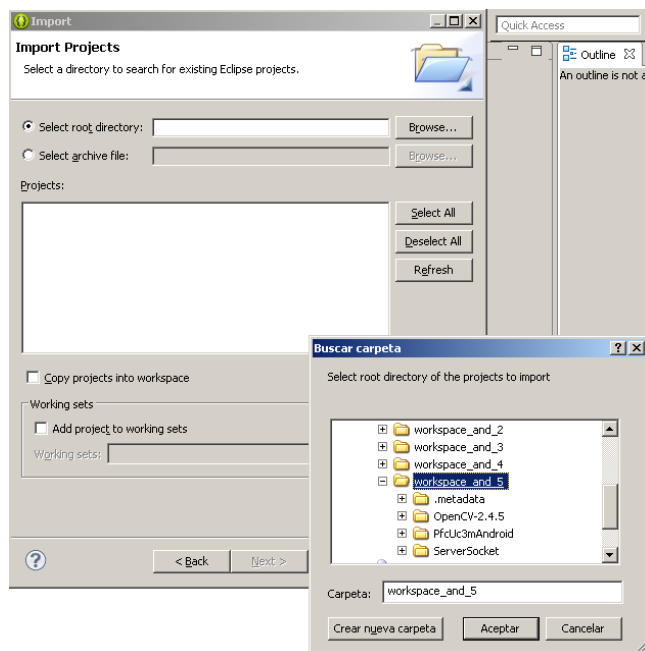 Import
Quick Access
Import Projects
Select a directory to search for existing Eclipse projects.
Outline
An outline is not a
Select root directory:
Browse...
Select archive file:
Browse...
Projects:
Select All
Deselect All
Refresh
Copy projects into workspace
Working sets
Add project to working sets
Working sets:
< Back
Next >
Buscar carpeta
Select root directory of the projects to import
workspace_and_2
workspace_and_3
workspace_and_4
workspace_and_5
.metadata
OpenCV-2.4.5
PfcUc3mAndroid
ServerSocket
Carpeta: workspace_and_5
Crear nueva carpeta
Aceptar
Cancelar